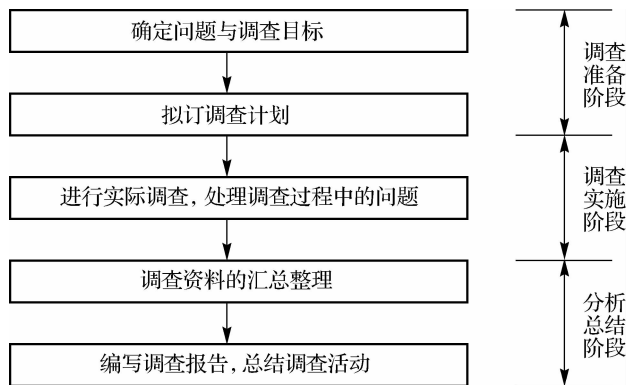 确定问题与调查目标
拟订调查计划
进行实际调查，处理调查过程中的问题
调查资料的汇总整理
编写调查报告，总结调查活动
调查
准备
阶段
调查
实施
阶段
分析
总结
阶段